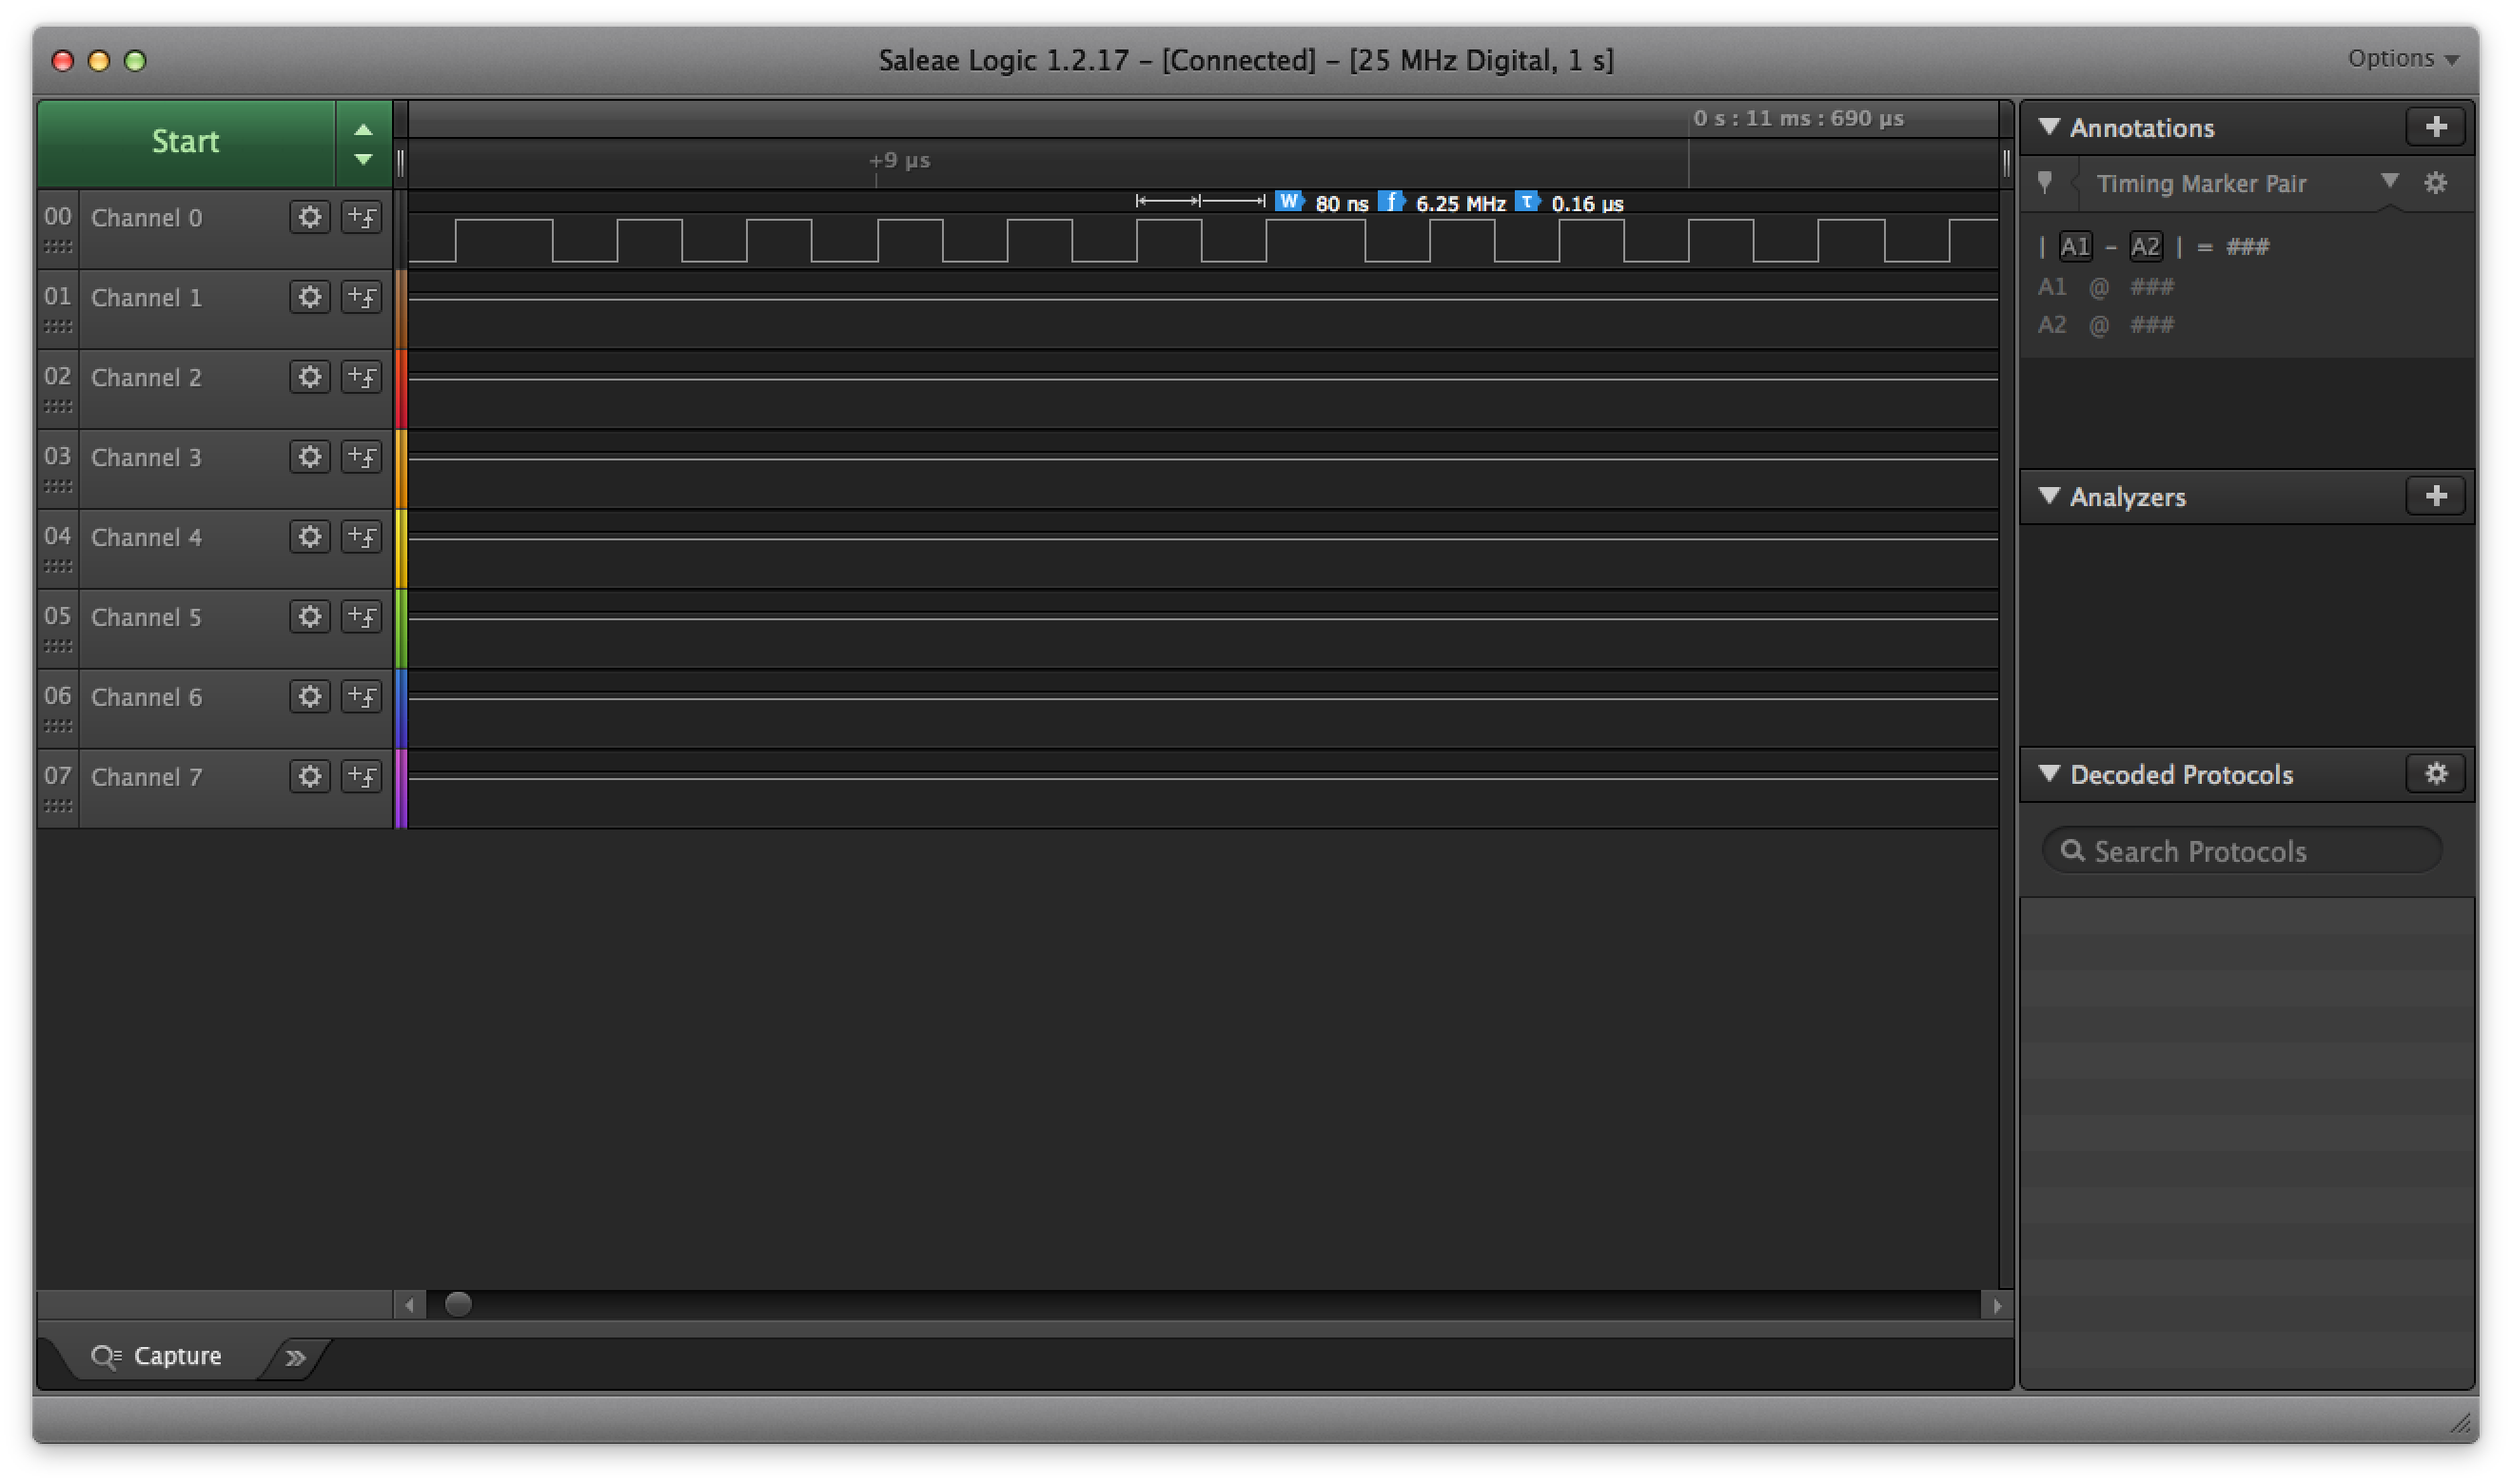 Saleae Logic 1.2.17 – [Connected] – [25 MHz Digital, 1 s]
Options
Start
0 s : 11 ms : 690 µs
+9 µs
W 80 ns f 6.25 MHz τ 0.16 µs
00 Channel 0
01 Channel 1
02 Channel 2
03 Channel 3
04 Channel 4
05 Channel 5
06 Channel 6
07 Channel 7
Capture
Annotations
Timing Marker Pair
| A1 – A2 | = ###
A1 @ ###
A2 @ ###
Analyzers
Decoded Protocols
Search Protocols